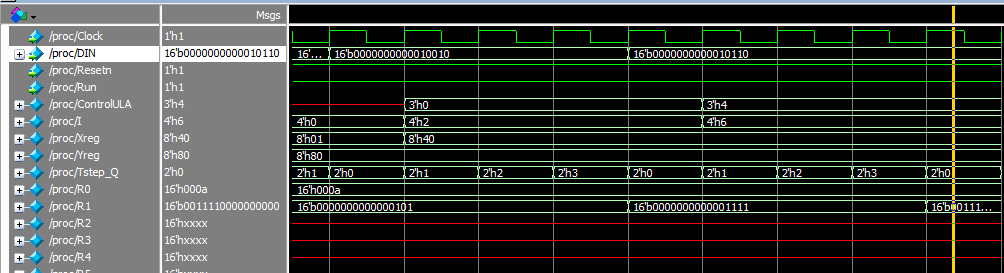 Msgs
/proc/Clock 1'h1
/proc/DIN 16'b0000000000010110 16'... 16'b0000000000010010 16'b0000000000010110
/proc/Resetn 1'h1
/proc/Run 1'h1
/proc/ControlULA 3'h4 3'h0 3'h4
/proc/I 4'h6 4'h0 4'h2 4'h6
/proc/Xreg 8'h40 8'h01 8'h40
/proc/Yreg 8'h80 8'h80
/proc/Tstep_Q 2'h0 2'h1 2'h0 2'h1 2'h2 2'h3 2'h0 2'h1 2'h2 2'h3 2'h0
/proc/R0 16'h000a 16'h000a
/proc/R1 16'b0011110000000000 16'b0000000000000101 16'b0000000000001111 16'b00111...
/proc/R2 16'hxxxx
/proc/R3 16'hxxxx
/proc/R4 16'hxxxx